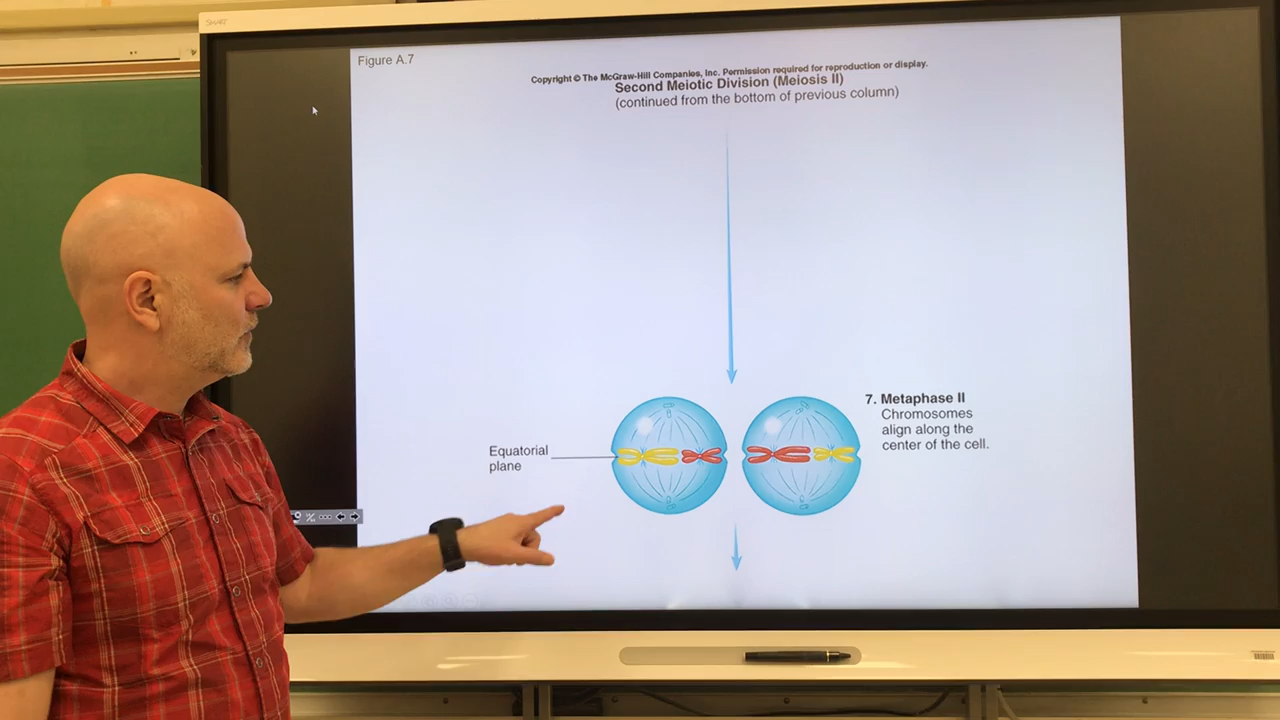 SMART
Figure A.7
Copyright © The McGraw-Hill Companies, Inc. Permission required for reproduction or display.
Second Meiotic Division (Meiosis II)
(continued from the bottom of previous column)
7. Metaphase II
Chromosomes
align along the
center of the cell.
Equatorial
plane